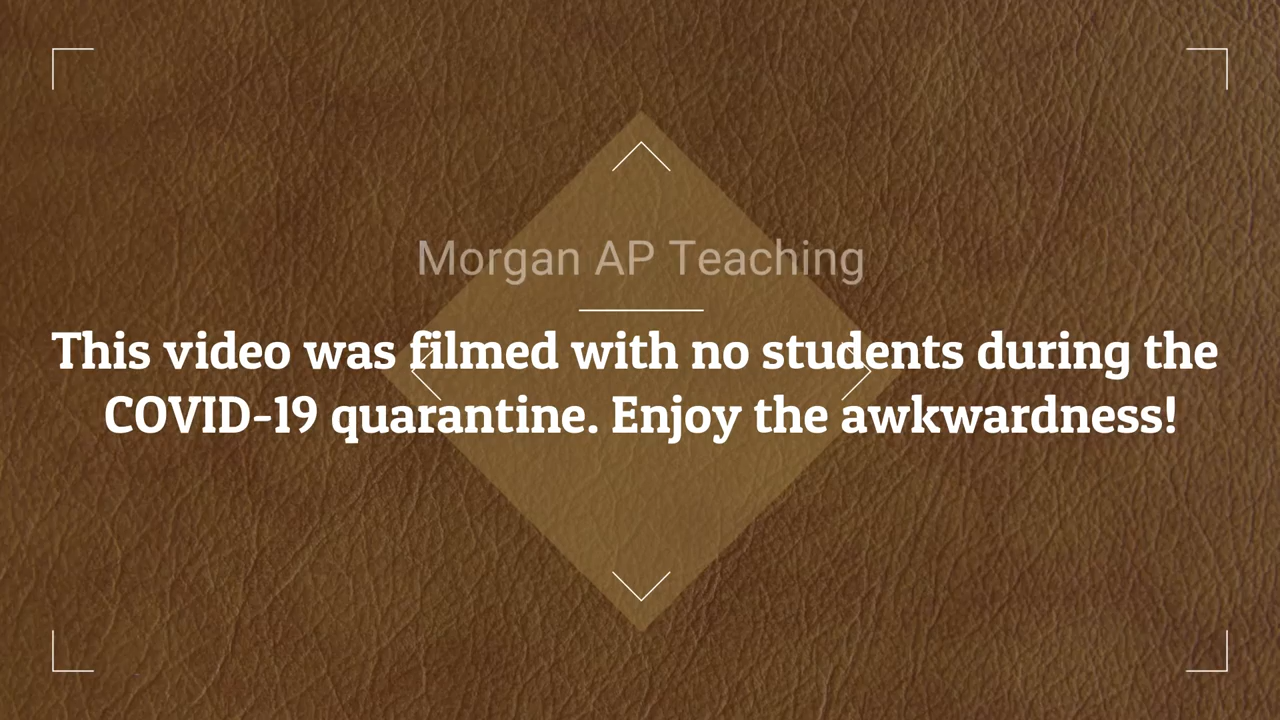 Morgan AP Teaching
This video was filmed with no students during the
COVID-19 quarantine. Enjoy the awkwardness!